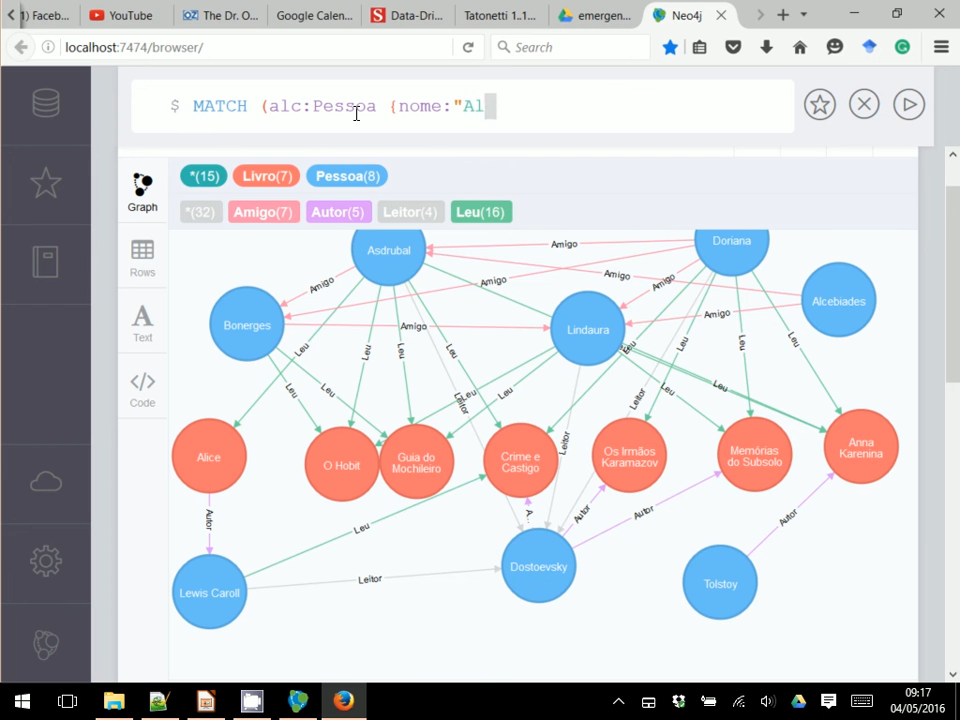 1) Faceb...
YouTube
The Dr. O...
Google Calen...
Data-Dri...
Tatonetti 1..1...
emergen...
Neo4j
localhost:7474/browser/
Search
$ MATCH (alc:Pessoa {nome:"Al
*(15) Livro(7) Pessoa(8)
*(32) Amigo(7) Autor(5) Leitor(4) Leu(16)
Graph
Rows
Text
Code
Asdrubal
Doriana
Alcebiades
Bonerges
Lindaura
Amigo
Amigo
Amigo
Amigo
Amigo
Amigo
Amigo
Leu
Leu
Leu
Leu
Leu
Leu
Leu
Leu
Leu
Leu
Leu
Leu
Leu
Leu
Leitor
Leitor
Leitor
Alice
O Hobit
Guia do
Mochileiro
Crime e
Castigo
Os Irmãos
Karamazov
Memórias
do Subsolo
Anna
Karenina
Autor
A...
Autor
Autor
Autor
Leu
Leitor
Lewis Caroll
Dostoevsky
Tolstoy
09:17
04/05/2016